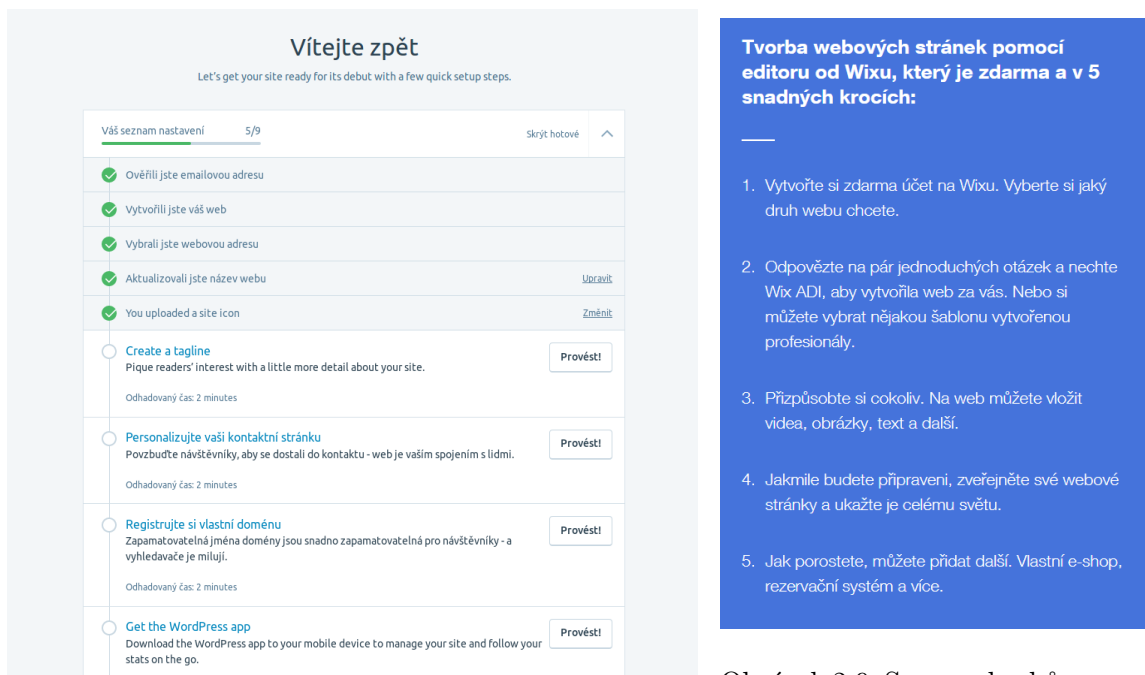 Vítejte zpět
Let's get your site ready for its debut with a few quick setup steps.
Váš seznam nastavení 5/9
Skrýt hotové
Ověřili jste emailovou adresu
Vytvořili jste váš web
Vybrali jste webovou adresu
Aktualizovali jste název webu
Upravit
You uploaded a site icon
Změnit
Create a tagline
Pique readers' interest with a little more detail about your site.
Odhadovaný čas: 2 minutes
Provést!
Personalizujte vaši kontaktní stránku
Povzbuďte návštěvníky, aby se dostali do kontaktu - web je vaším spojením s lidmi.
Odhadovaný čas: 2 minutes
Provést!
Registrujte si vlastní doménu
Zapamatovatelná jména domény jsou snadno zapamatovatelná pro návštěvníky - a
vyhledavače je milují.
Odhadovaný čas: 2 minutes
Provést!
Get the WordPress app
Download the WordPress app to your mobile device to manage your site and follow your
stats on the go.
Provést!
Tvorba webových stránek pomocí
editoru od Wixu, který je zdarma a v 5
snadných krocích:
1. Vytvořte si zdarma účet na Wixu. Vyberte si jaký
druh webu chcete.
2. Odpovězte na pár jednoduchých otázek a nechte
Wix ADI, aby vytvořila web za vás. Nebo si
můžete vybrat nějakou šablonu vytvořenou
profesionály.
3. Přizpůsobte si cokoliv. Na web můžete vložit
videa, obrázky, text a další.
4. Jakmile budete připraveni, zveřejněte své webové
stránky a ukažte je celému světu.
5. Jak porostete, můžete přidat další. Vlastní e-shop,
rezervační systém a více.